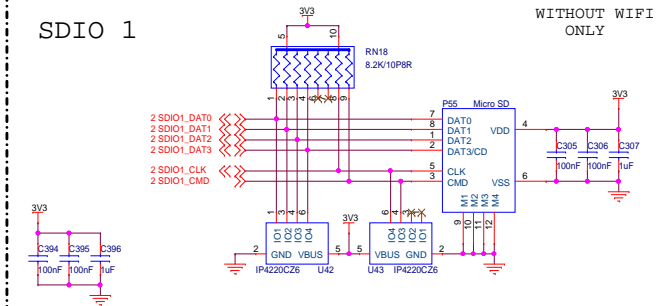 SDIO 1
WITHOUT WIFI
ONLY
3V3
5
10
RN18
8.2K/10P8R
1
2
3
4
6
7
8
9
2 SDIO1_DAT0
2 SDIO1_DAT1
2 SDIO1_DAT2
2 SDIO1_DAT3
2 SDIO1_CLK
2 SDIO1_CMD
P55 Micro SD
7
8
1
2
5
3
DAT0
DAT1
DAT2
DAT3/CD
CLK
CMD
VDD
VSS
4
6
M1
M2
M3
M4
9
10
11
12
3V3
C305
100nF
C306
100nF
C307
1uF
1
2
3
4
IO1
IO2
IO3
IO4
GND VBUS
2
5
IP4220CZ6 U42
3V3
6
4
3
1
IO4
IO3
IO2
IO1
VBUS GND
5
2
U43 IP4220CZ6
3V3
C394
100nF
C395
100nF
C396
1uF